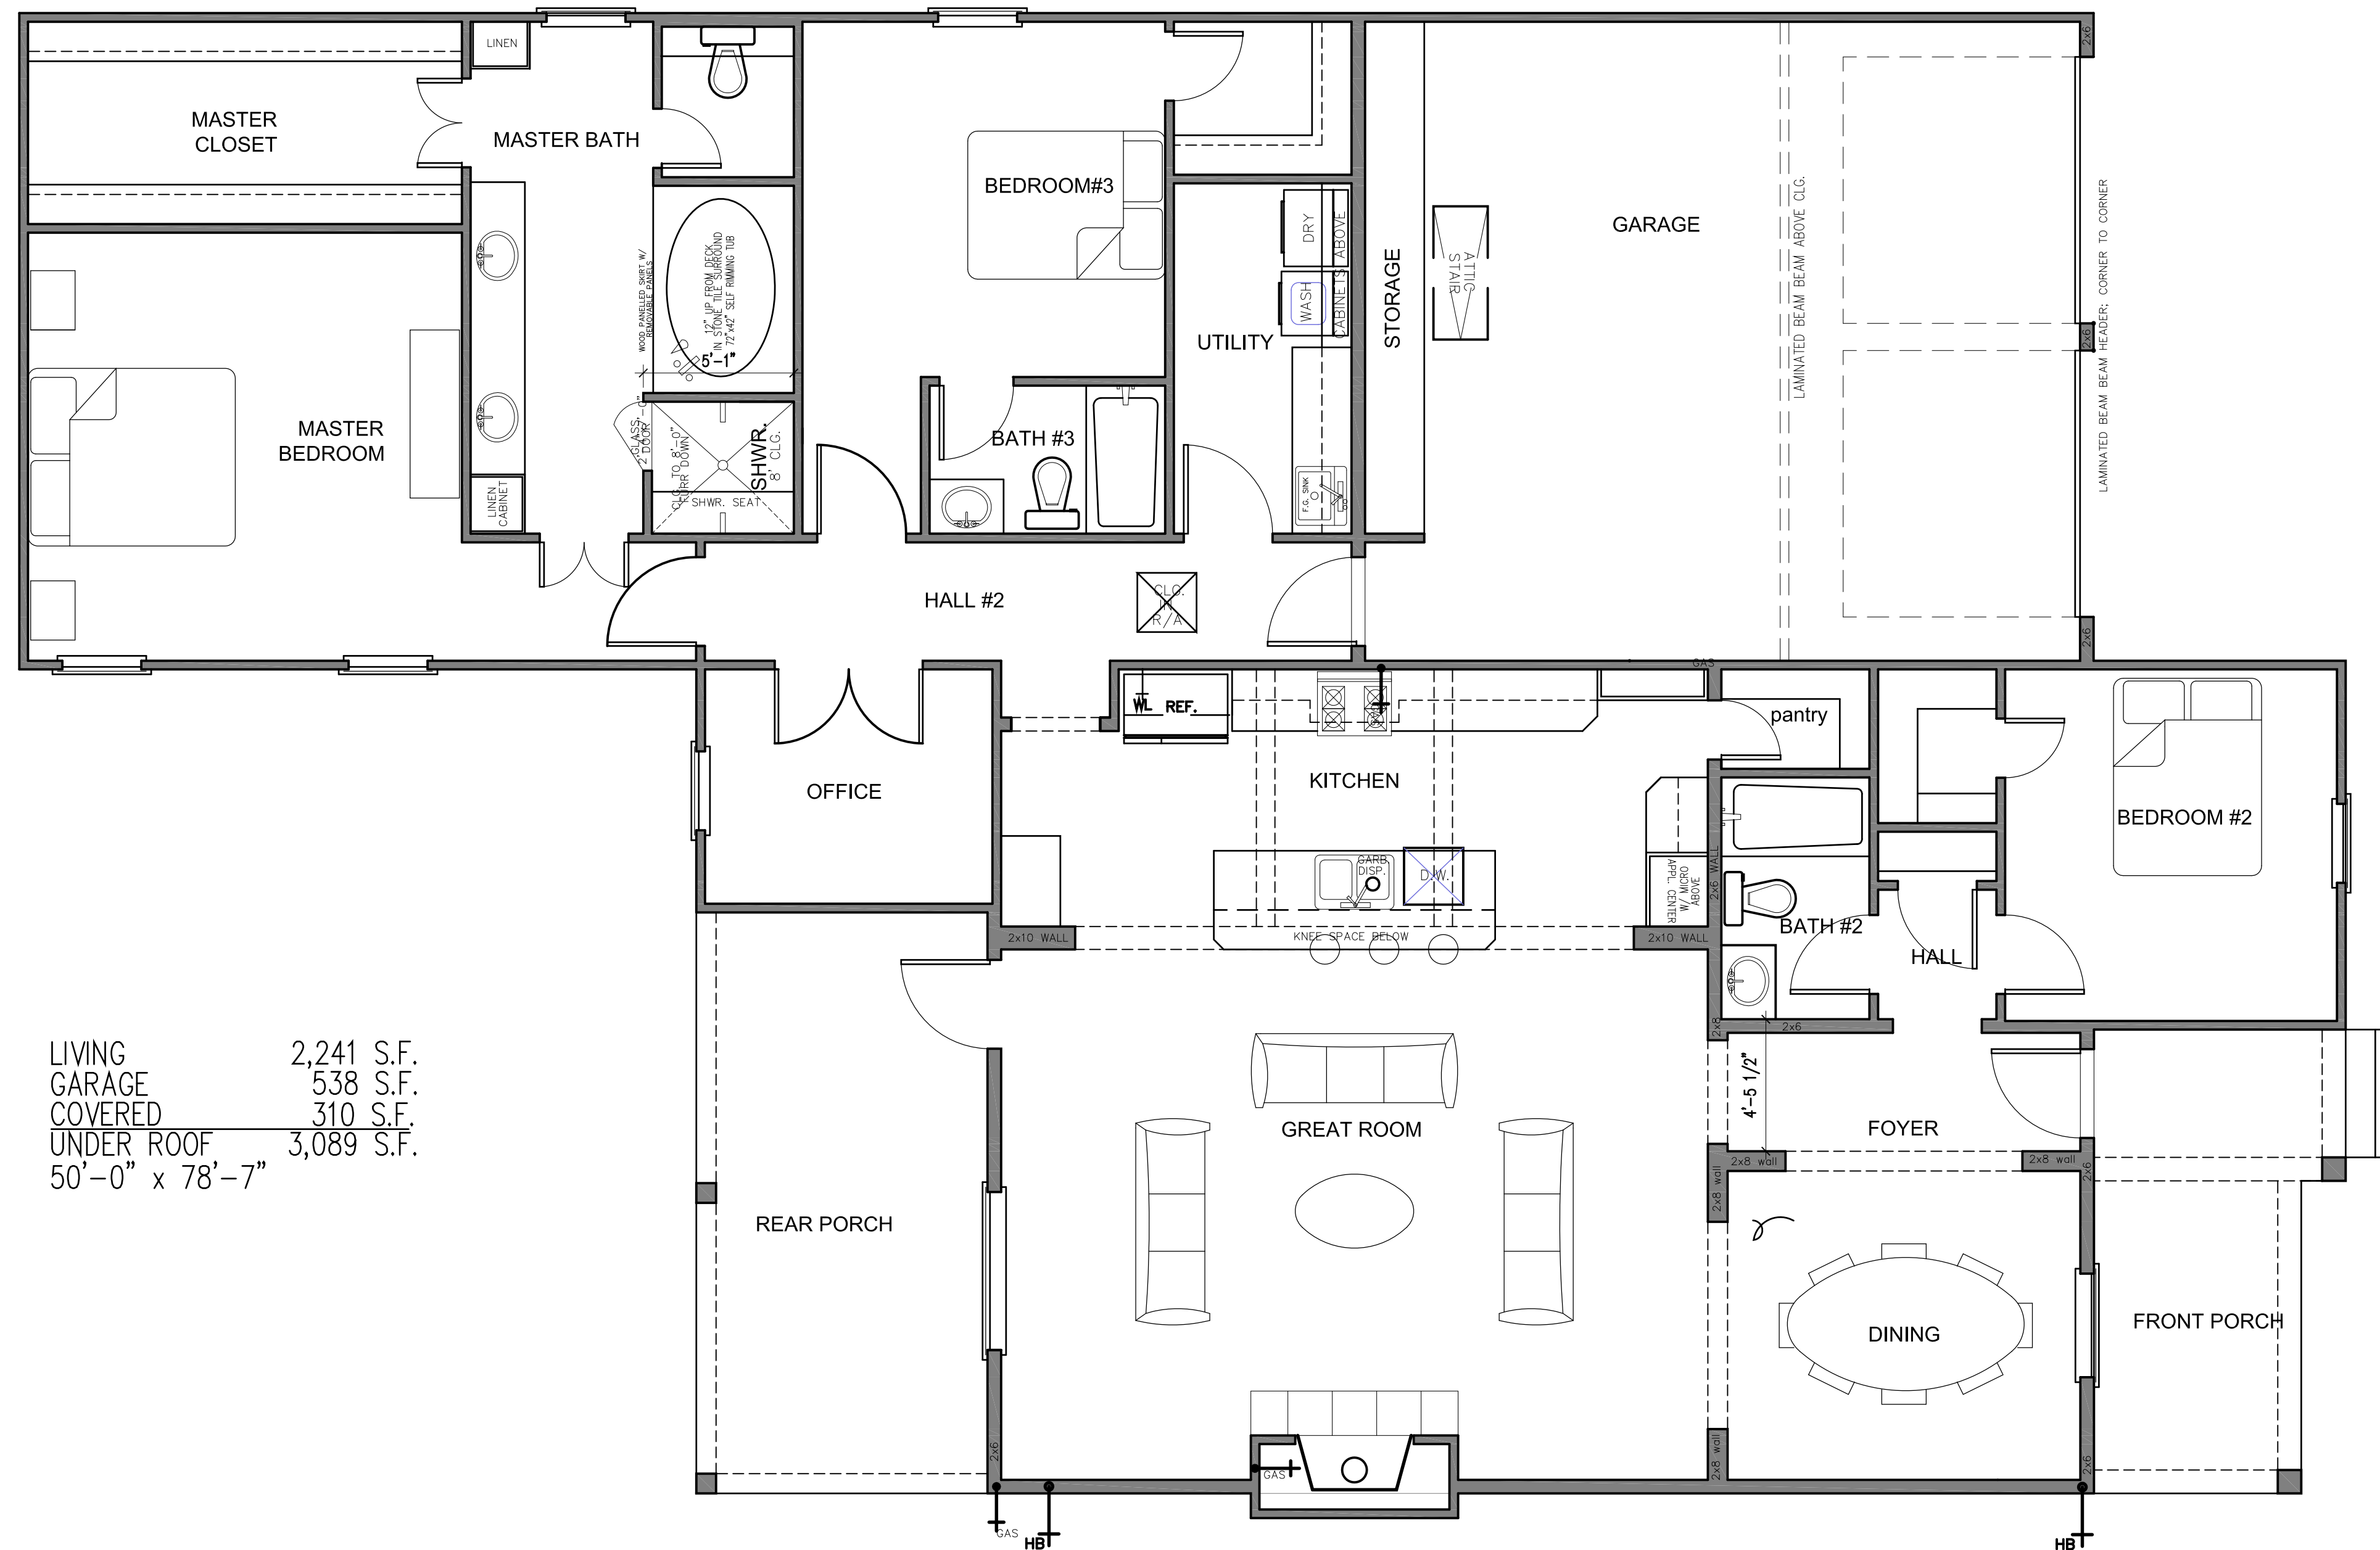 LINEN
MASTER
CLOSET
MASTER BATH
BEDROOM#3
GARAGE
2x6
2x6
2x6
LAMINATED BEAM BEAM ABOVE CLG.
LAMINATED BEAM BEAM HEADER; CORNER TO CORNER
WOOD PANELLED SKIRT W/
REMOVABLE PANELS
12" UP FROM DECK
IN STONE TILE SURROUND
72"x42" SELF RIMMING TUB
5'-1"
DRY
WASH
CABINETS ABOVE
UTILITY
STORAGE
ATTIC
STAIR
MASTER
BEDROOM
LINEN
CABINET
DOOR
CLG. TO 8'-0"
FURR DOWN
SHWR.
8' CLG.
SHWR. SEAT
BATH #3
F.G. SINK
HALL #2
CLG.
IN
R/A
GAS
WL REF.
pantry
KITCHEN
OFFICE
BEDROOM #2
GARB.
DISP.
D.W.
APPL. CENTER
W/ MICRO
ABOVE
2x6 WALL
BATH #2
HALL
2x10 WALL
KNEE SPACE BELOW
2x10 WALL
2x8
2x6
4'-5 1/2"
LIVING 2,241 S.F.
GARAGE 538 S.F.
COVERED 310 S.F.
UNDER ROOF 3,089 S.F.
50'-0" x 78'-7"
GREAT ROOM
FOYER
2x8 wall
2x8 wall
2x8 wall
2x6
REAR PORCH
DINING
FRONT PORCH
2x6
2x8 wall
2x6
GAS
GAS
HB
HB